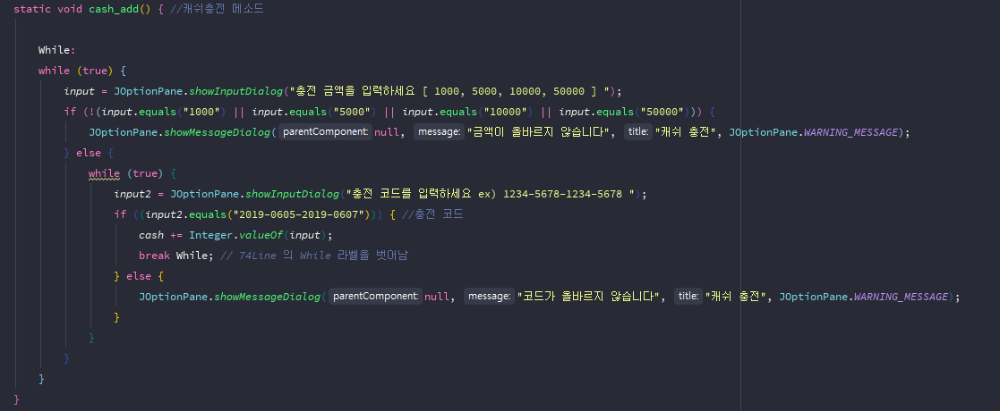 static void cash_add() { //캐쉬충전 메소드
While:
while (true) {
input = JOptionPane.showInputDialog("충전 금액을 입력하세요 [ 1000, 5000, 10000, 50000 ] ");
if (!(input.equals("1000") || input.equals("5000") || input.equals("10000") || input.equals("50000"))) {
JOptionPane.showMessageDialog( parentComponent: null, message: "금액이 올바르지 않습니다", title: "캐쉬 충전", JOptionPane.WARNING_MESSAGE);
} else {
while (true) {
input2 = JOptionPane.showInputDialog("충전 코드를 입력하세요 ex) 1234-5678-1234-5678 ");
if ((input2.equals("2019-0605-2019-0607"))) { //충전 코드
cash += Integer.valueOf(input);
break While; // 74Line 의 While 라벨을 벗어남
} else {
JOptionPane.showMessageDialog( parentComponent: null, message: "코드가 올바르지 않습니다", title: "캐쉬 충전", JOptionPane.WARNING_MESSAGE);
}
}
}
}
}